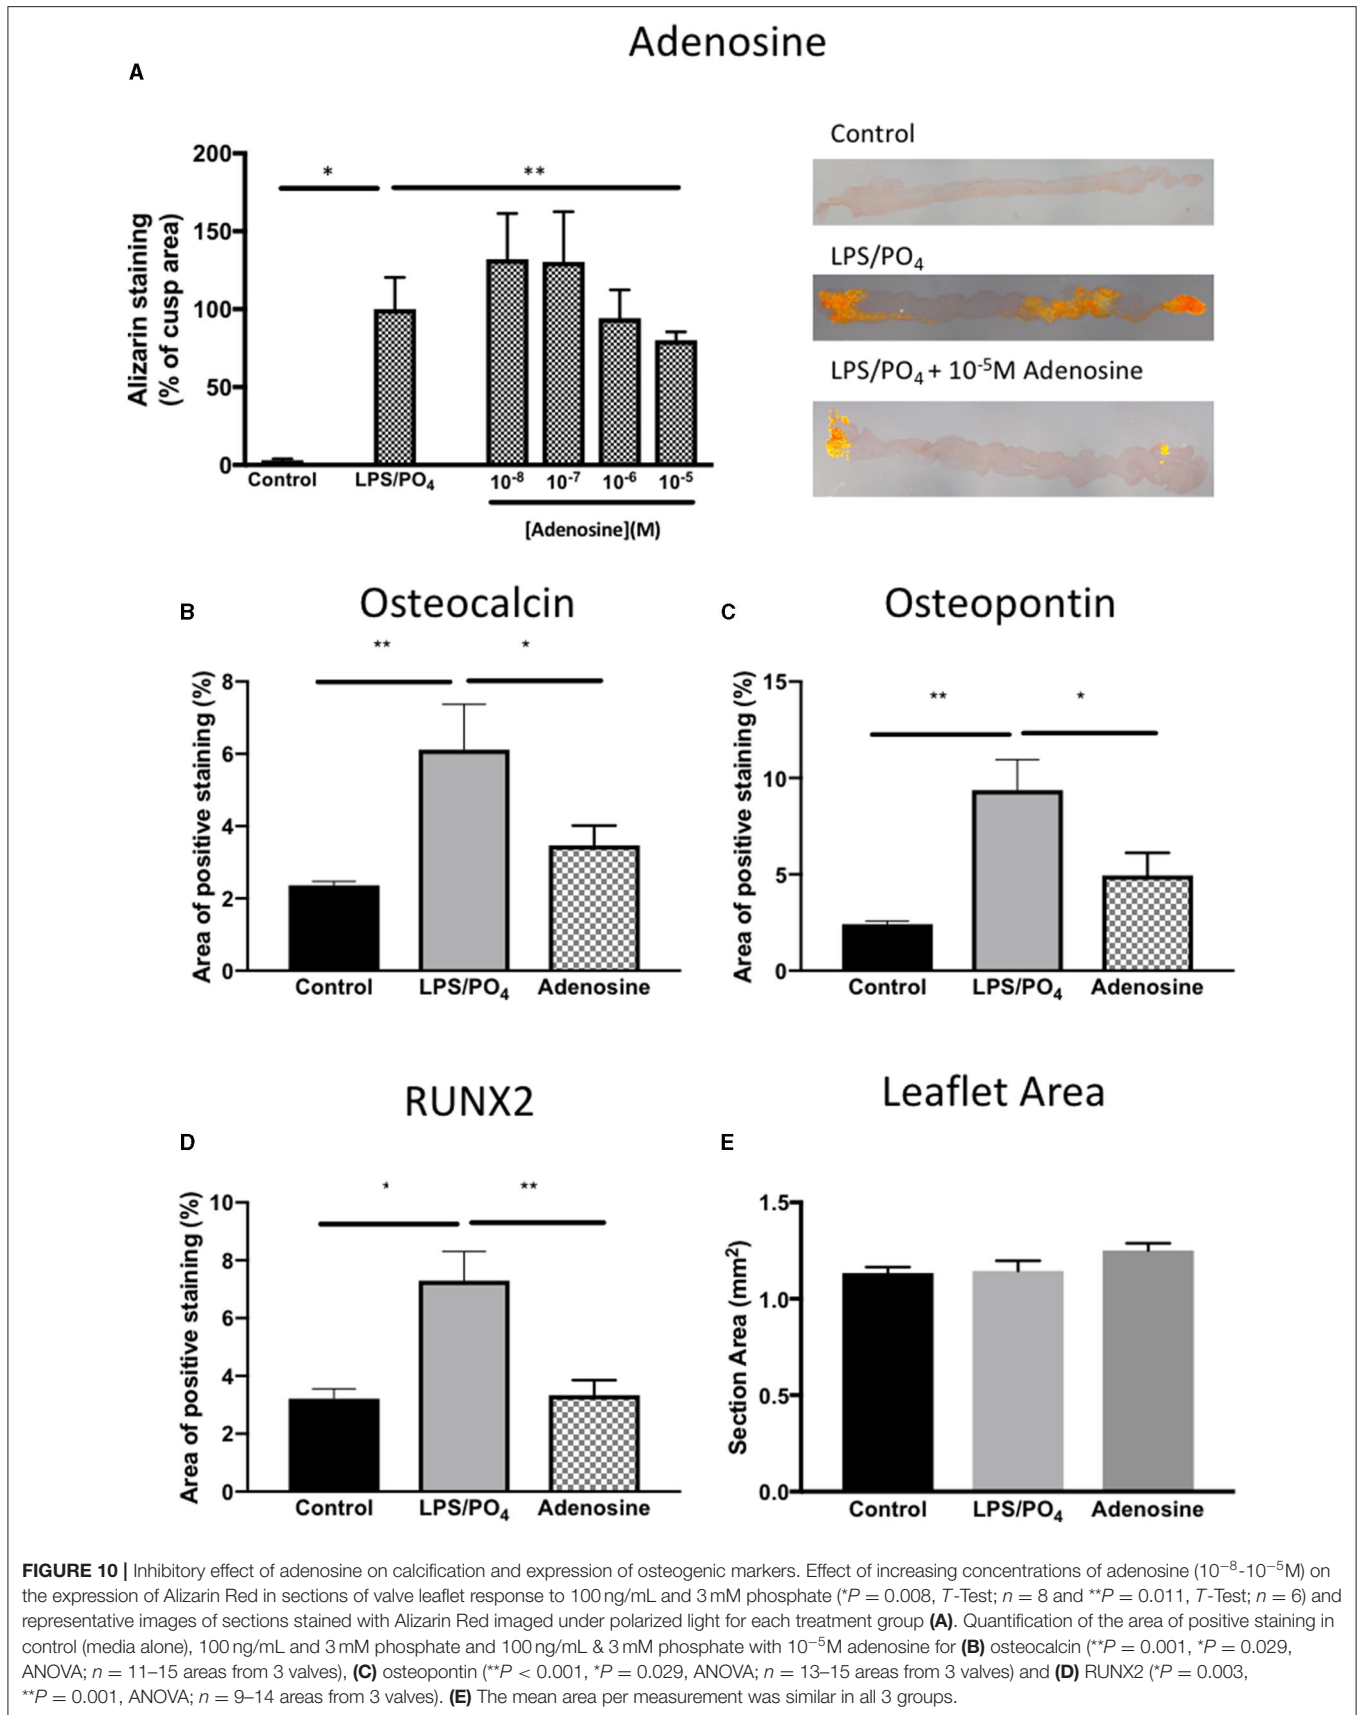 Adenosine
A
200
150
100
50
0
Alizarin staining
(% of cusp area)
*
**
Control
LPS/PO4
10-8
10-7
10-6
10-5
[Adenosine](M)
Control
LPS/PO4
LPS/PO4 + 10-5M Adenosine
B
Osteocalcin
**
*
Area of positive staining (%)
8
6
4
2
0
Control
LPS/PO4
Adenosine
C
Osteopontin
**
*
Area of positive staining (%)
15
10
5
0
Control
LPS/PO4
Adenosine
D
RUNX2
*
**
Area of positive staining (%)
10
8
6
4
2
0
Control
LPS/PO4
Adenosine
E
Leaflet Area
Section Area (mm2)
1.5
1.0
0.5
0.0
Control
LPS/PO4
Adenosine
FIGURE 10 | Inhibitory effect of adenosine on calcification and expression of osteogenic markers. Effect of increasing concentrations of adenosine (10−8-10−5M) on
the expression of Alizarin Red in sections of valve leaflet response to 100 ng/mL and 3 mM phosphate (*P = 0.008, T-Test; n = 8 and **P = 0.011, T-Test; n = 6) and
representative images of sections stained with Alizarin Red imaged under polarized light for each treatment group (A). Quantification of the area of positive staining in
control (media alone), 100 ng/mL and 3 mM phosphate and 100 ng/mL & 3 mM phosphate with 10−5M adenosine for (B) osteocalcin (**P = 0.001, *P = 0.029,
ANOVA; n = 11–15 areas from 3 valves), (C) osteopontin (**P < 0.001, *P = 0.029, ANOVA; n = 13–15 areas from 3 valves) and (D) RUNX2 (*P = 0.003,
**P = 0.001, ANOVA; n = 9–14 areas from 3 valves). (E) The mean area per measurement was similar in all 3 groups.